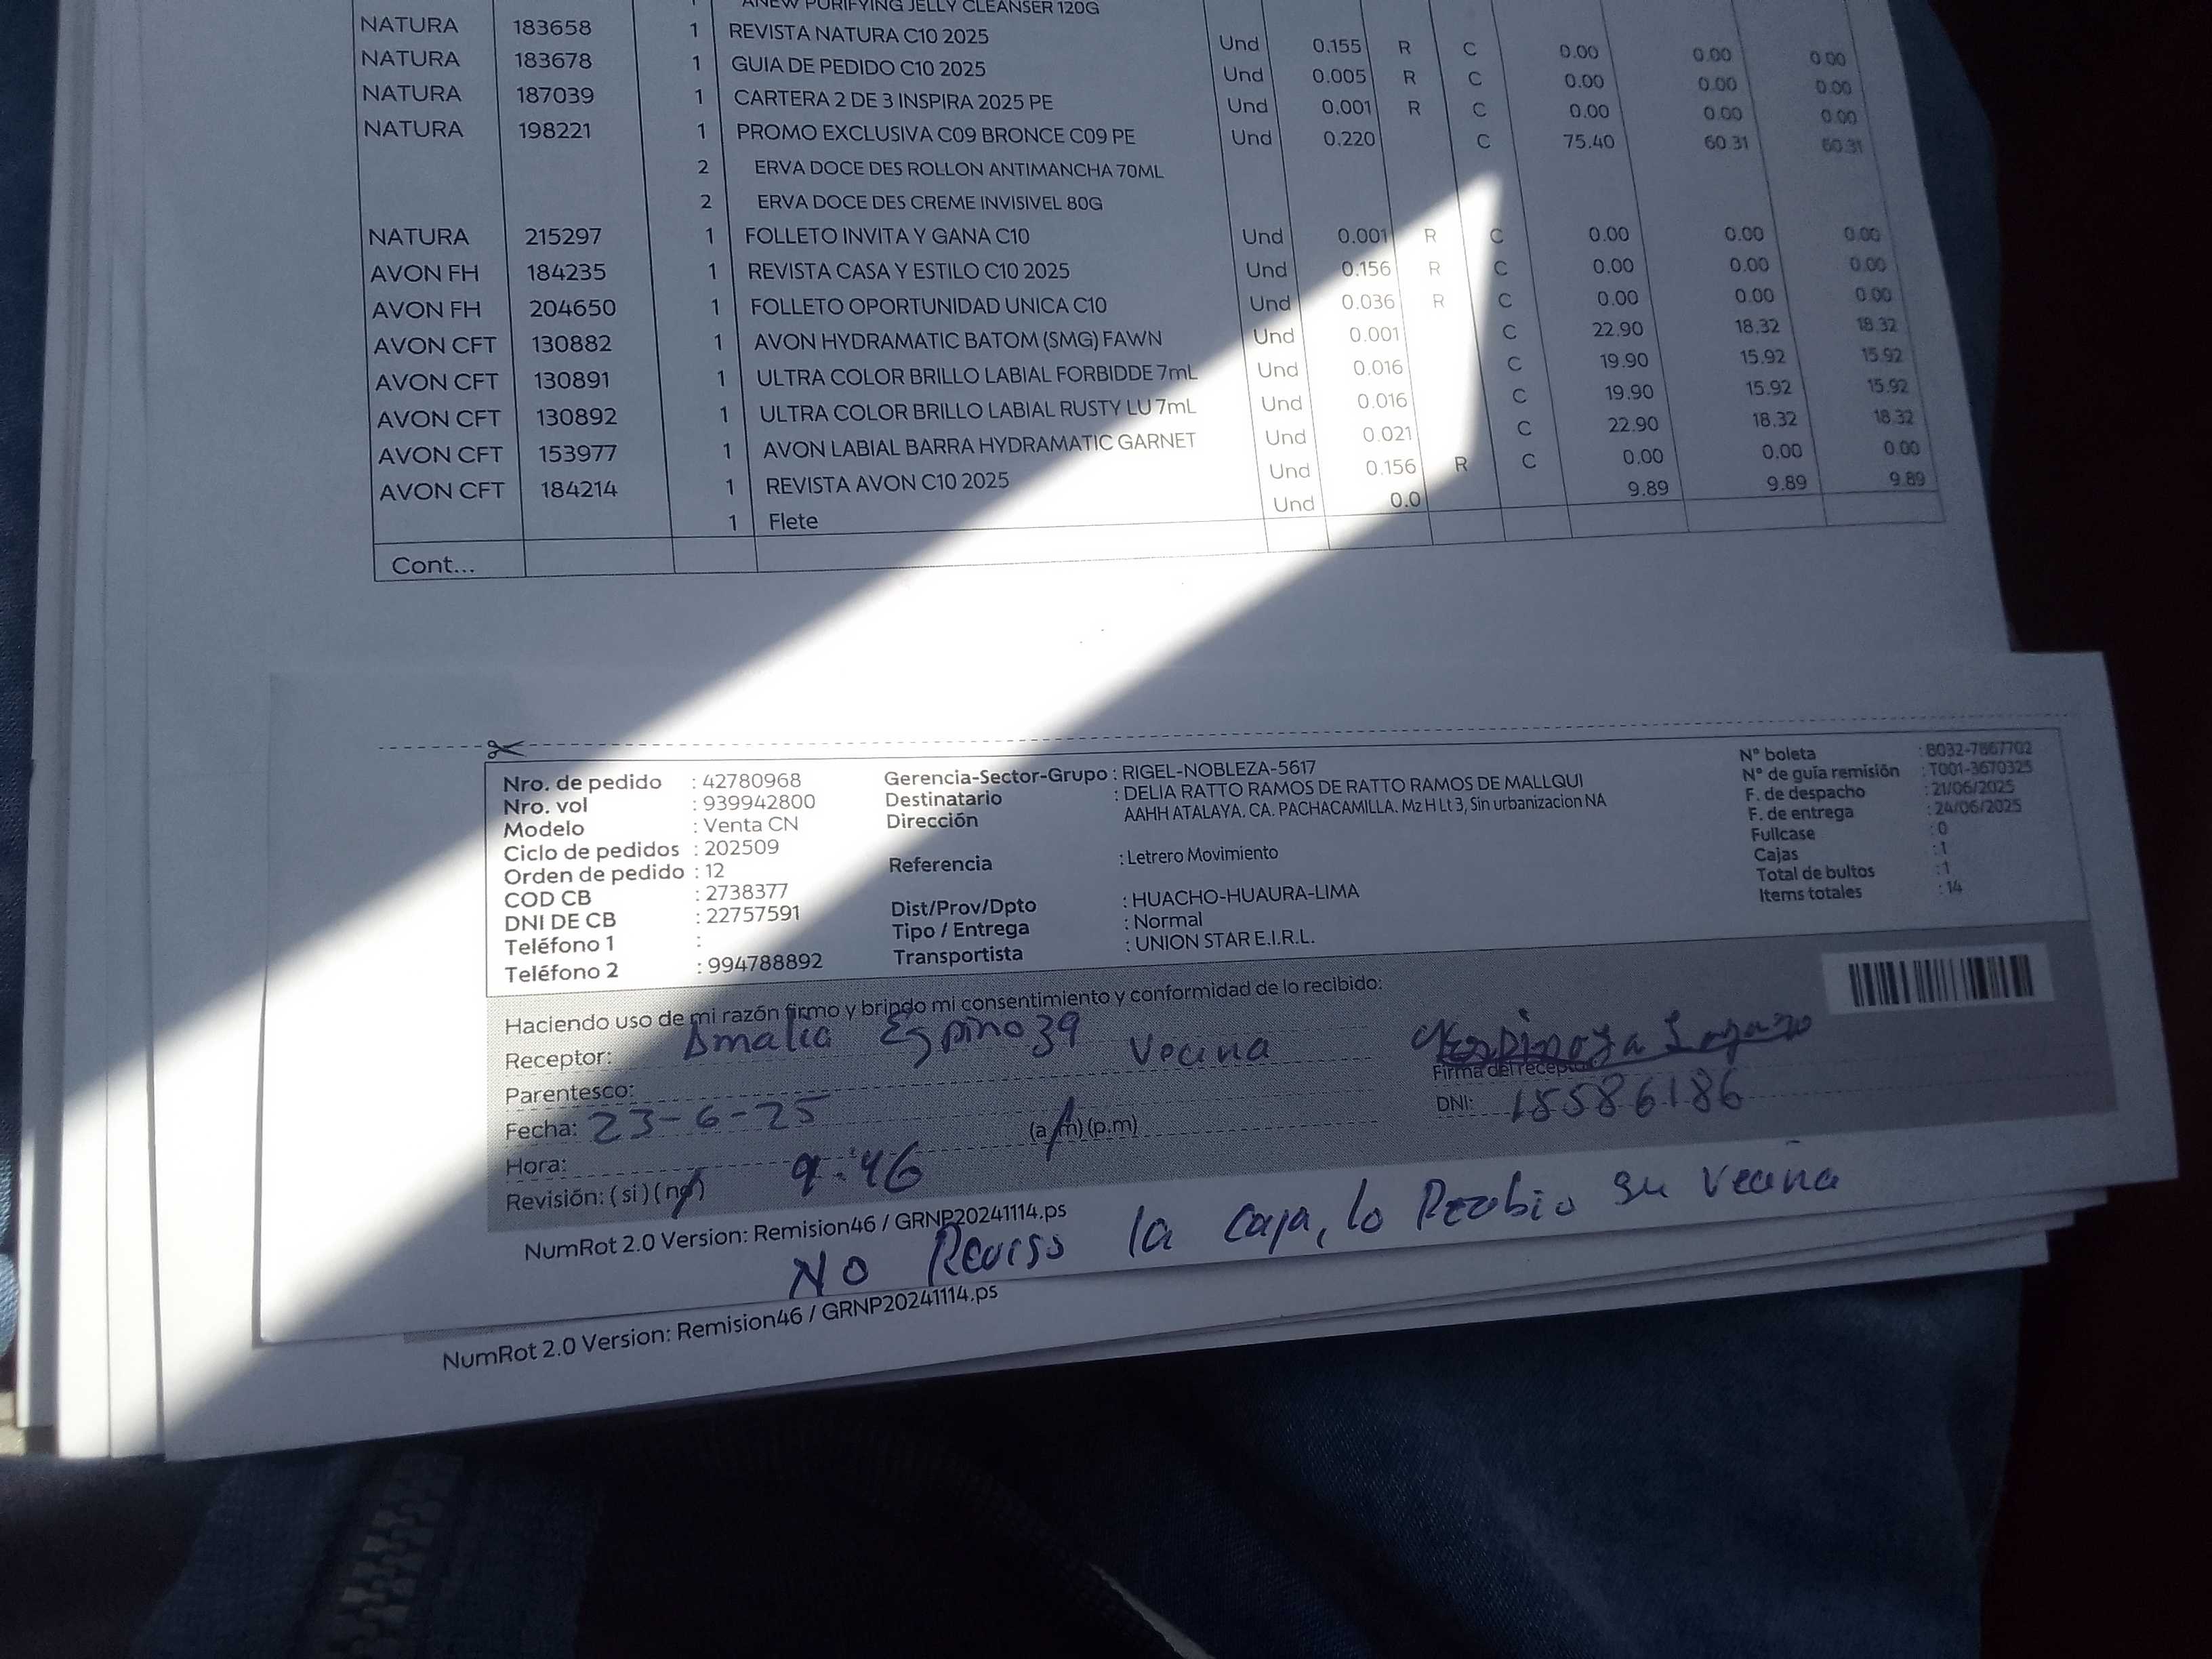 ANEW PURIFYING JELLY CLEANSER 120G
NATURA 183658 1 REVISTA NATURA C10 2025 Und 0.155 R C 0.00 0.00 0.00
NATURA 183678 1 GUIA DE PEDIDO C10 2025 Und 0.005 R C 0.00 0.00 0.00
NATURA 187039 1 CARTERA 2 DE 3 INSPIRA 2025 PE Und 0.001 R C 0.00 0.00 0.00
NATURA 198221 1 PROMO EXCLUSIVA C09 BRONCE C09 PE Und 0.220 C 75.40 60.31 60.31
2 ERVA DOCE DES ROLLON ANTIMANCHA 70ML
2 ERVA DOCE DES CREME INVISIVEL 80G
NATURA 215297 1 FOLLETO INVITA Y GANA C10 Und 0.001 R C 0.00 0.00 0.00
AVON FH 184235 1 REVISTA CASA Y ESTILO C10 2025 Und 0.156 R C 0.00 0.00 0.00
AVON FH 204650 1 FOLLETO OPORTUNIDAD UNICA C10 Und 0.036 R C 0.00 0.00 0.00
AVON CFT 130882 1 AVON HYDRAMATIC BATOM (SMG) FAWN Und 0.001 C 22.90 18.32 18.32
AVON CFT 130891 1 ULTRA COLOR BRILLO LABIAL FORBIDDE 7mL Und 0.016 C 19.90 15.92 15.92
AVON CFT 130892 1 ULTRA COLOR BRILLO LABIAL RUSTY LU 7mL Und 0.016 C 19.90 15.92 15.92
AVON CFT 153977 1 AVON LABIAL BARRA HYDRAMATIC GARNET Und 0.021 C 22.90 18.32 18.32
AVON CFT 184214 1 REVISTA AVON C10 2025 Und 0.156 R C 0.00 0.00 0.00
1 Flete Und 0.0 9.89 9.89 9.89
Cont...
Nro. de pedido : 42780968
Nro. vol : 939942800
Modelo : Venta CN
Ciclo de pedidos : 202509
Orden de pedido : 12
COD CB : 2738377
DNI DE CB : 22757591
Teléfono 1 :
Teléfono 2 : 994788892
Gerencia-Sector-Grupo : RIGEL-NOBLEZA-5617
Destinatario : DELIA RATTO RAMOS DE RATTO RAMOS DE MALLQUI
Dirección AAHH ATALAYA. CA. PACHACAMILLA. Mz H Lt 3, Sin urbanizacion NA
Referencia : Letrero Movimiento
Dist/Prov/Dpto : HUACHO-HUAURA-LIMA
Tipo / Entrega : Normal
Transportista : UNION STAR E.I.R.L.
N° boleta : B032-7867702
N° de guía remisión : T001-3670325
F. de despacho : 21/06/2025
F. de entrega : 24/06/2025
Fullcase : 0
Cajas : 1
Total de bultos : 1
Items totales : 14
Haciendo uso de mi razón firmo y brindo mi consentimiento y conformidad de lo recibido:
Receptor: Amalia Espino39 Vecina
Firma del receptor
Parentesco:
Fecha: 23-6-25 (a.m)(p.m) DNI: 15586186
Hora: 9:46
Revisión: (si) (no)
NumRot 2.0 Version: Remision46 / GRNP20241114.ps
No Reviso la caja, lo Recibio su vecina
NumRot 2.0 Version: Remision46 / GRNP20241114.ps